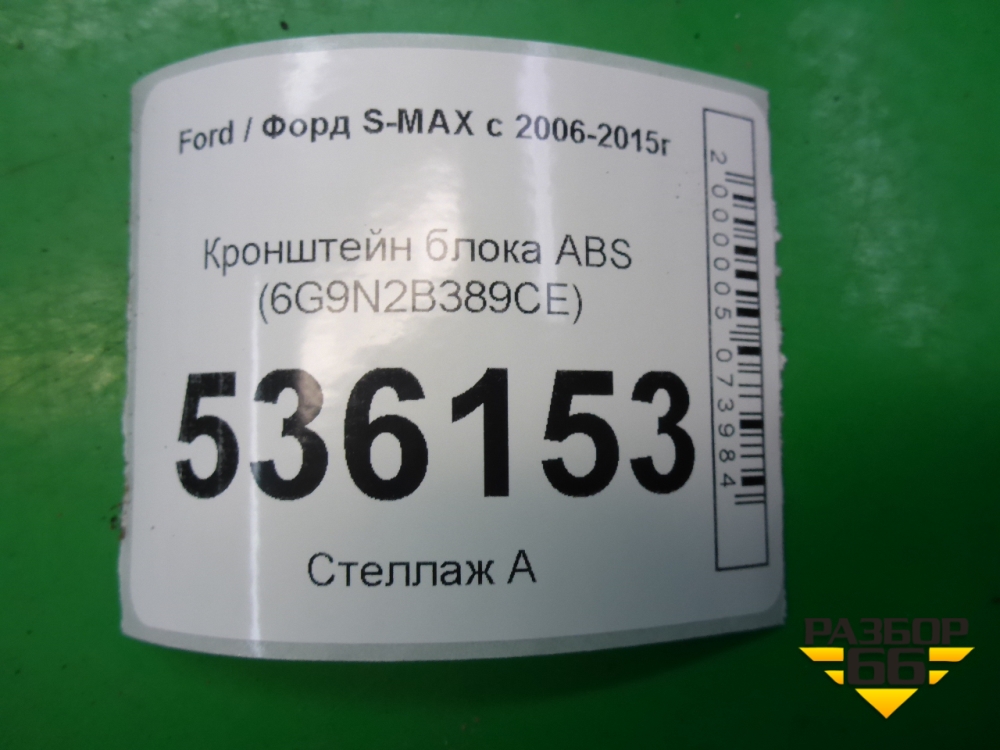 Ford / Форд S-MAX с 2006-2015г
Кронштейн блока ABS
(6G9N2B389CE)
536153
Стеллаж А
2000005073984
РАЗБОР
66